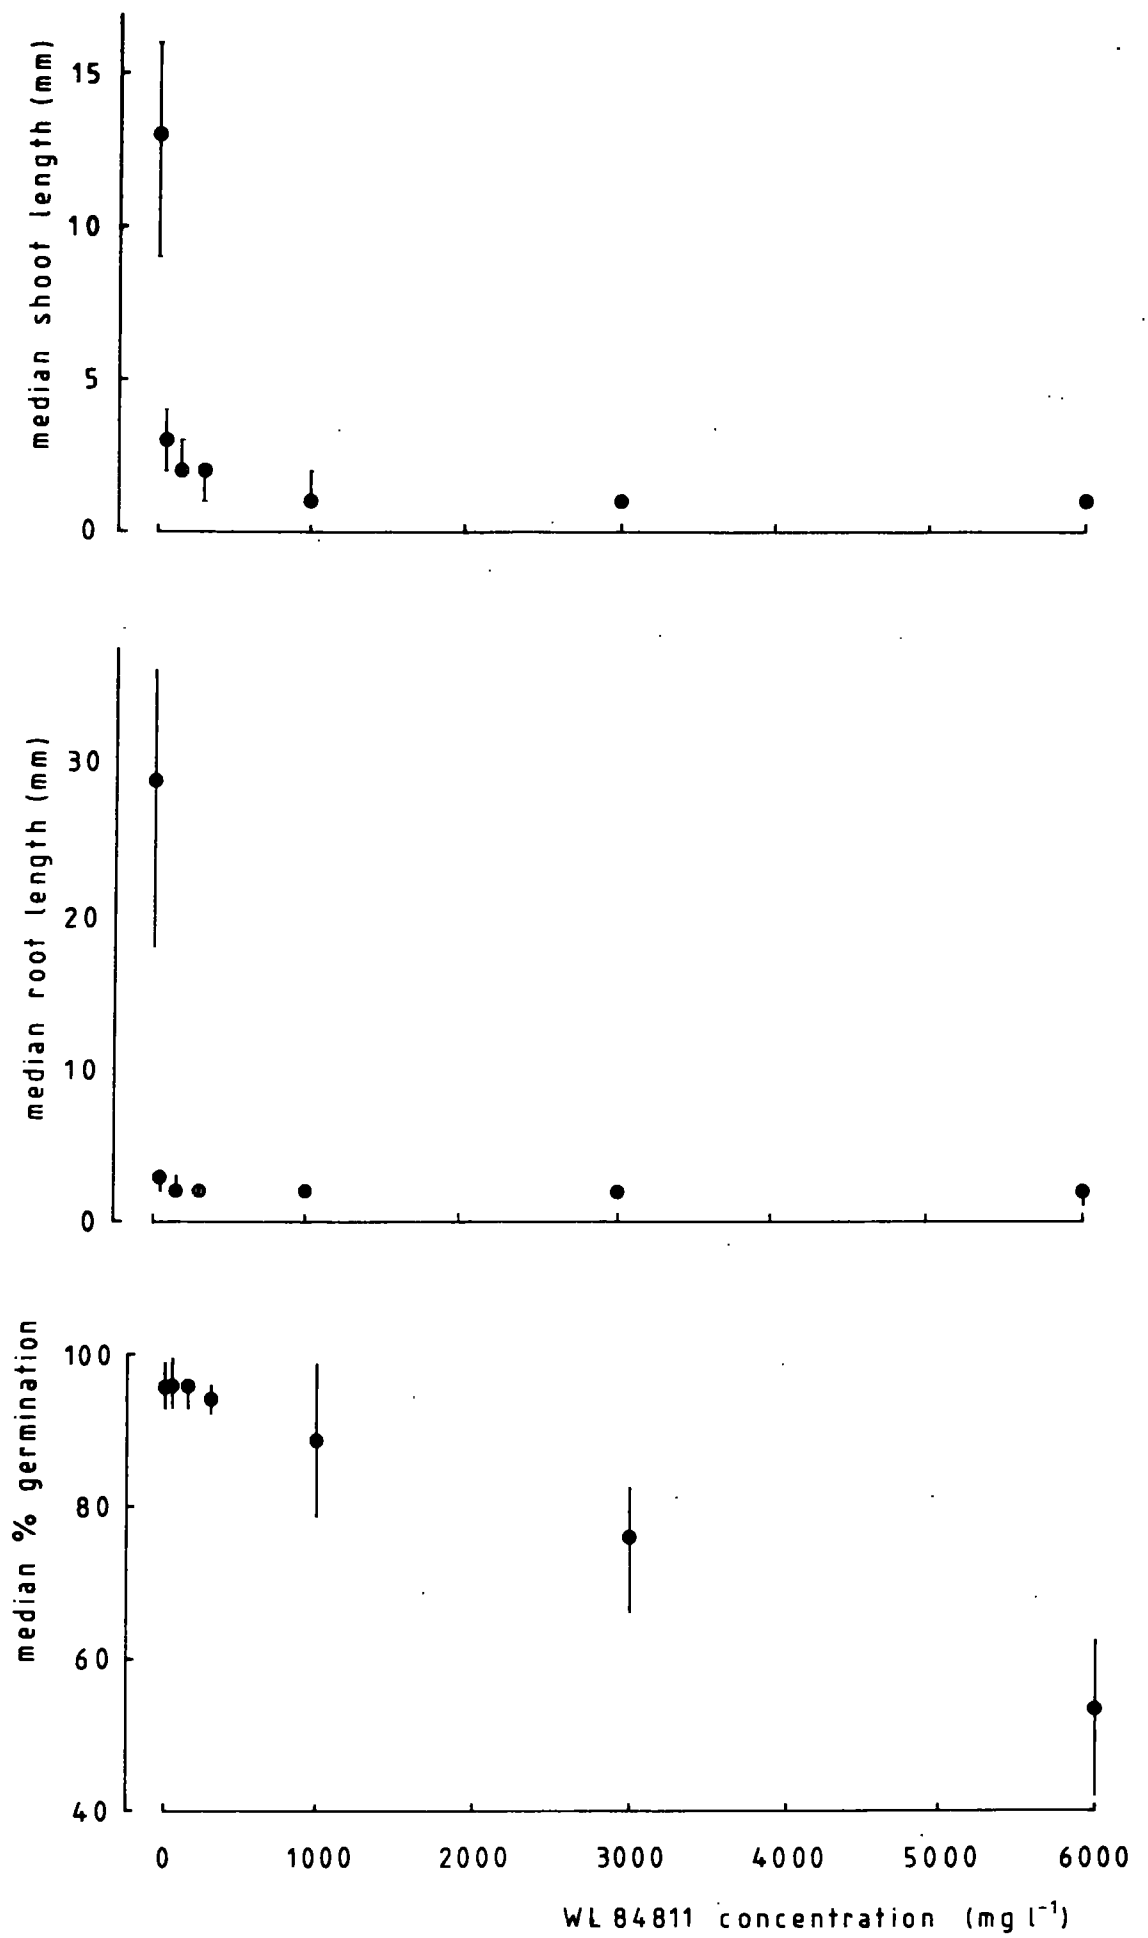 median shoot length (mm)
15
10
5
0
median root length (mm)
30
20
10
0
median % germination
100
80
60
40
0 1000 2000 3000 4000 5000 6000
WL 84811 concentration (mg l⁻¹)